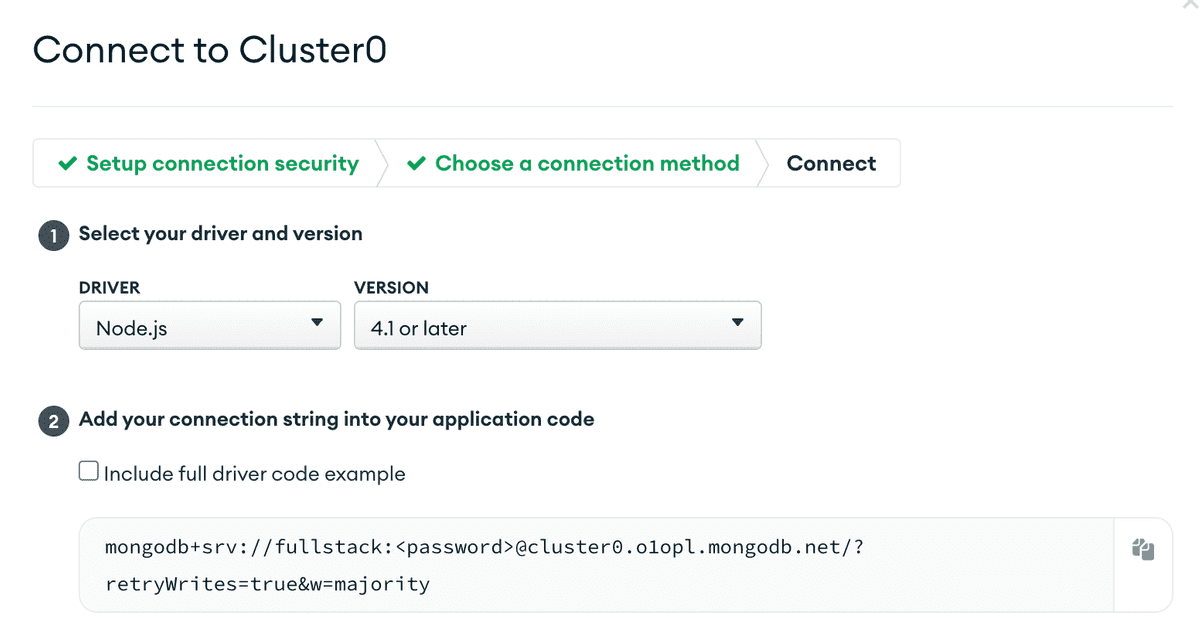 Connect to Cluster0
Setup connection security
Choose a connection method
Connect
1 Select your driver and version
DRIVER
VERSION
Node.js
4.1 or later
2 Add your connection string into your application code
Include full driver code example
mongodb+srv://fullstack:<password>@cluster0.o1opl.mongodb.net/?
retryWrites=true&w=majority